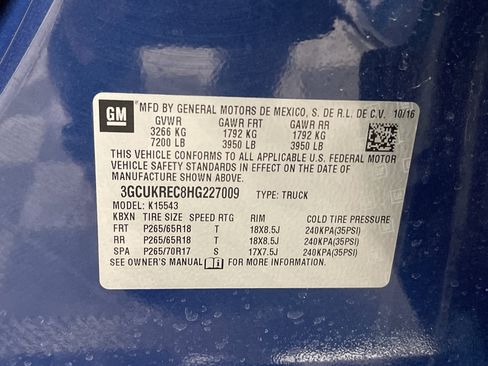 GM
MFD BY GENERAL MOTORS DE MEXICO, S. DE R.L. DE C.V. 10/16
GVWR GAWR FRT GAWR RR
3266 KG 1792 KG 1792 KG
7200 LB 3950 LB 3950 LB
THIS VEHICLE CONFORMS TO ALL APPLICABLE U.S. FEDERAL MOTOR
VEHICLE SAFETY STANDARDS IN EFFECT ON THE DATE OF
MANUFACTURE SHOWN ABOVE.
3GCUKREC8HG227009 TYPE: TRUCK
MODEL: K15543
KBXN TIRE SIZE SPEED RTG RIM COLD TIRE PRESSURE
FRT P265/65R18 T 18X8.5J 240KPA(35PSI)
RR P265/65R18 T 18X8.5J 240KPA(35PSI)
SPA P265/70R17 S 17X7.5J 240KPA(35PSI)
SEE OWNER'S MANUAL FOR MORE INFORMATION.